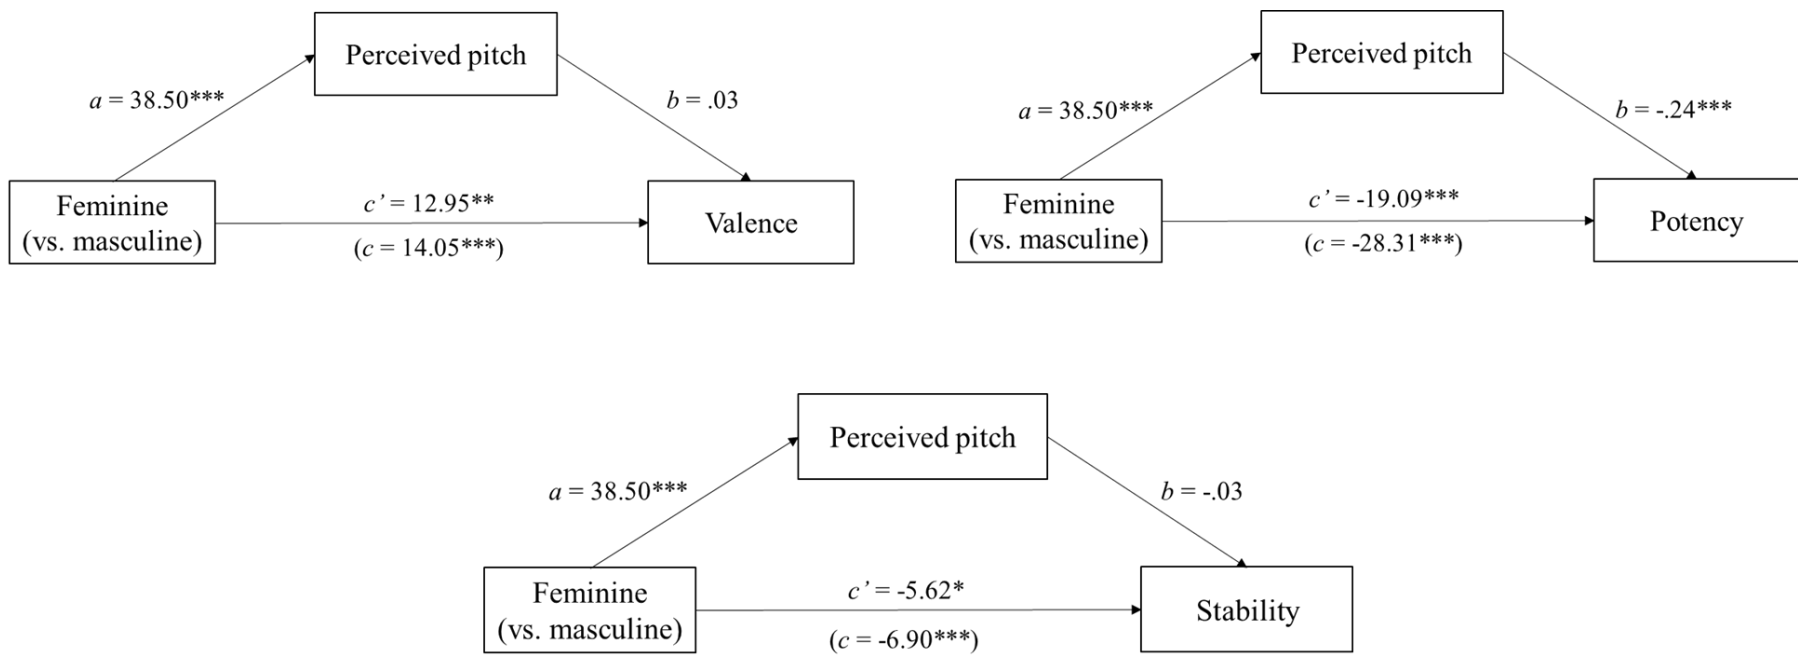 Perceived pitch
a = 38.50***
b = .03
Feminine
(vs. masculine)
c’ = 12.95**
(c = 14.05***)
Valence
Perceived pitch
a = 38.50***
b = -.24***
Feminine
(vs. masculine)
c’ = -19.09***
(c = -28.31***)
Potency
Perceived pitch
a = 38.50***
b = -.03
Feminine
(vs. masculine)
c’ = -5.62*
(c = -6.90***)
Stability